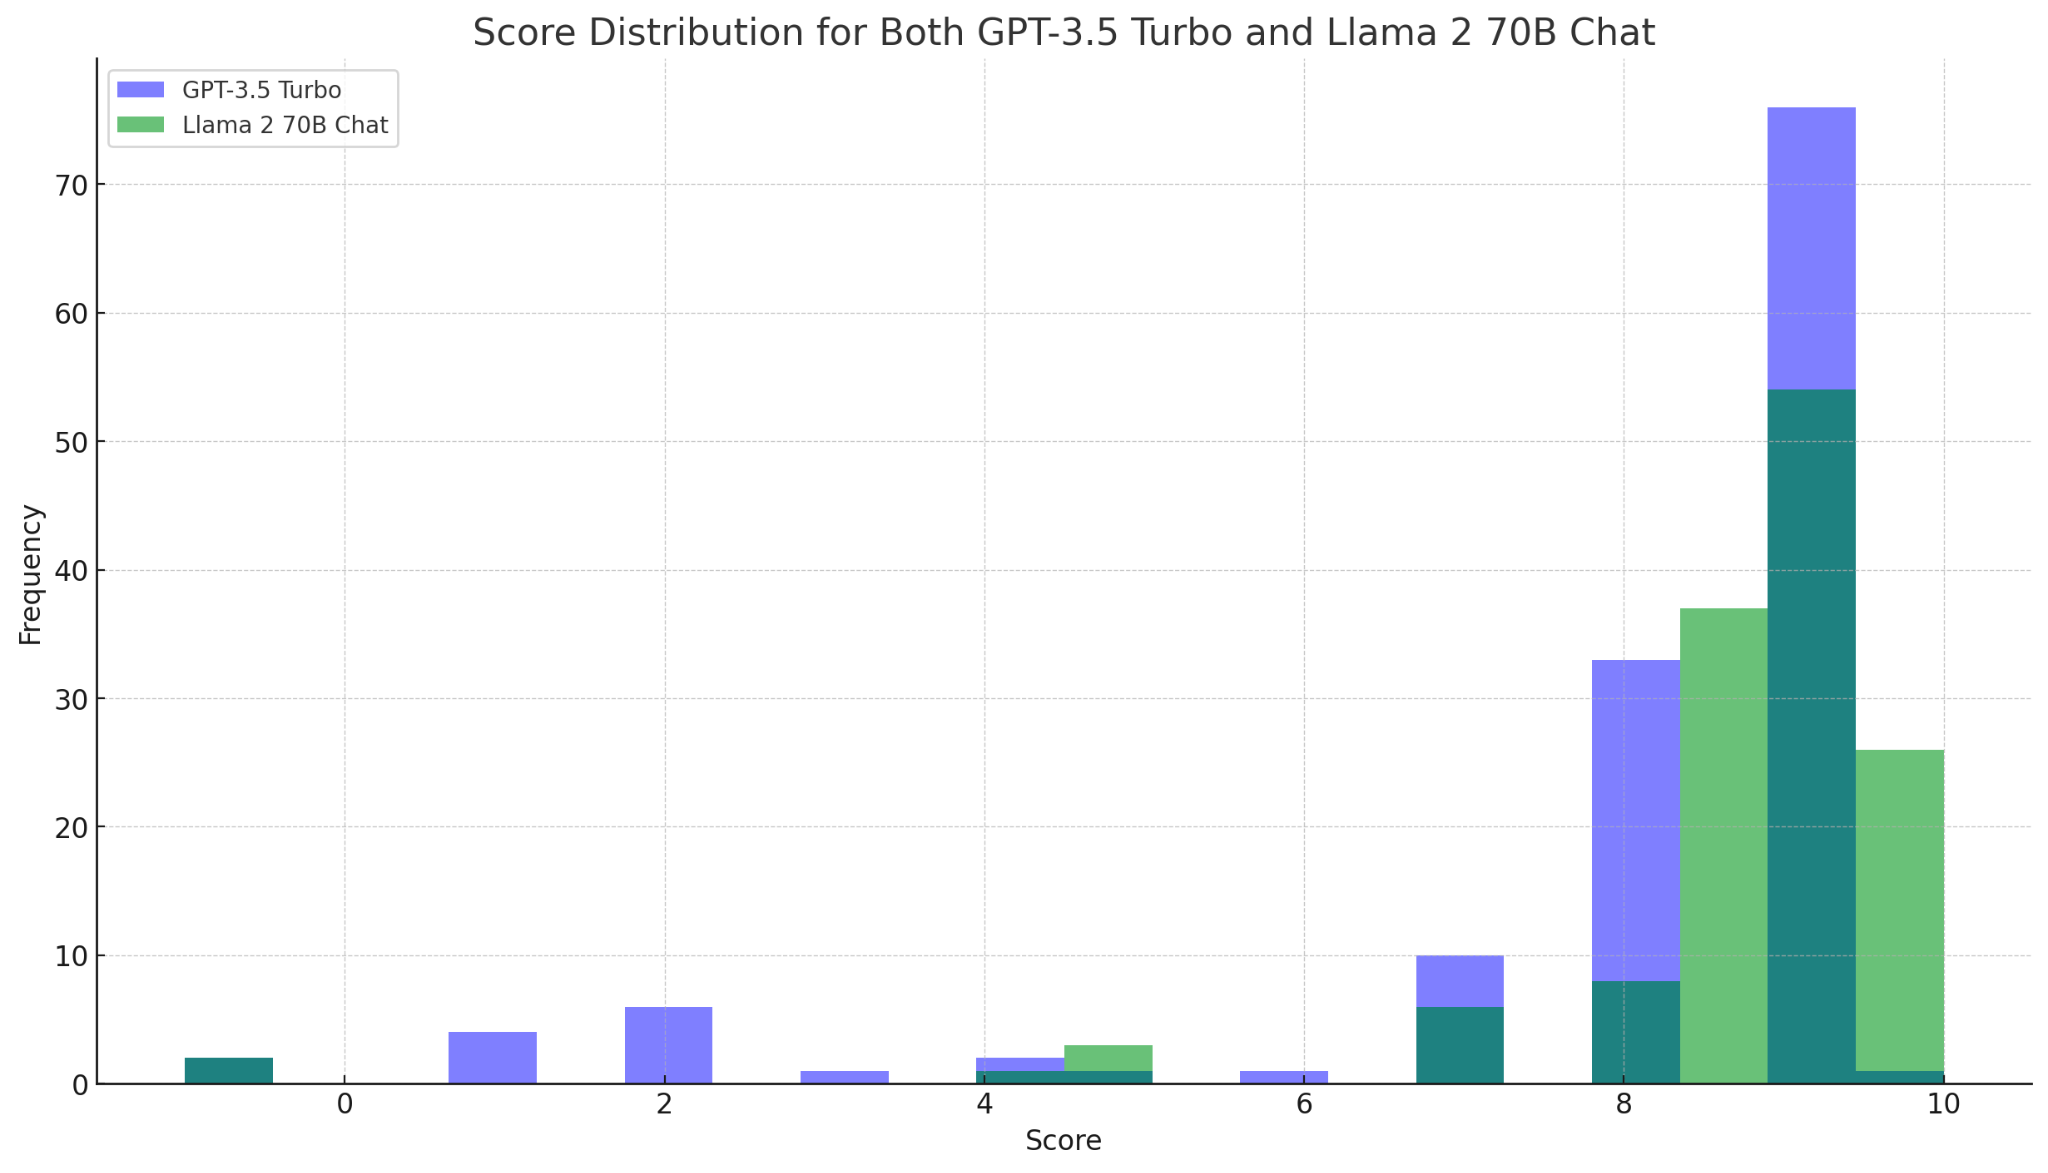 Score Distribution for Both GPT-3.5 Turbo and Llama 2 70B Chat
GPT-3.5 Turbo
Llama 2 70B Chat
Frequency
70
60
50
40
30
20
10
0
0 2 4 6 8 10
Score